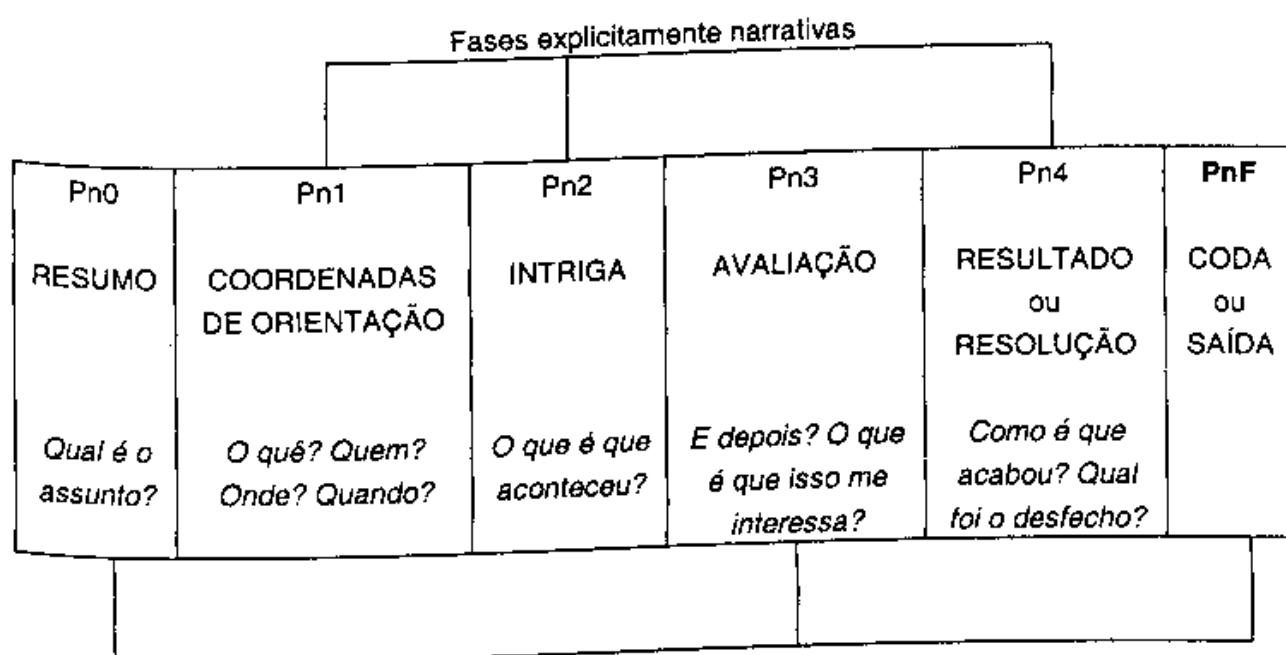 Fases explicitamente narrativas
Pn0
RESUMO
Qual é o
assunto?
Pn1
COORDENADAS
DE ORIENTAÇÃO
O quê? Quem?
Onde? Quando?
Pn2
INTRIGA
O que é que
aconteceu?
Pn3
AVALIAÇÃO
E depois? O que
é que isso me
interessa?
Pn4
RESULTADO
ou
RESOLUÇÃO
Como é que
acabou? Qual
foi o desfecho?
PnF
CODA
ou
SAÍDA